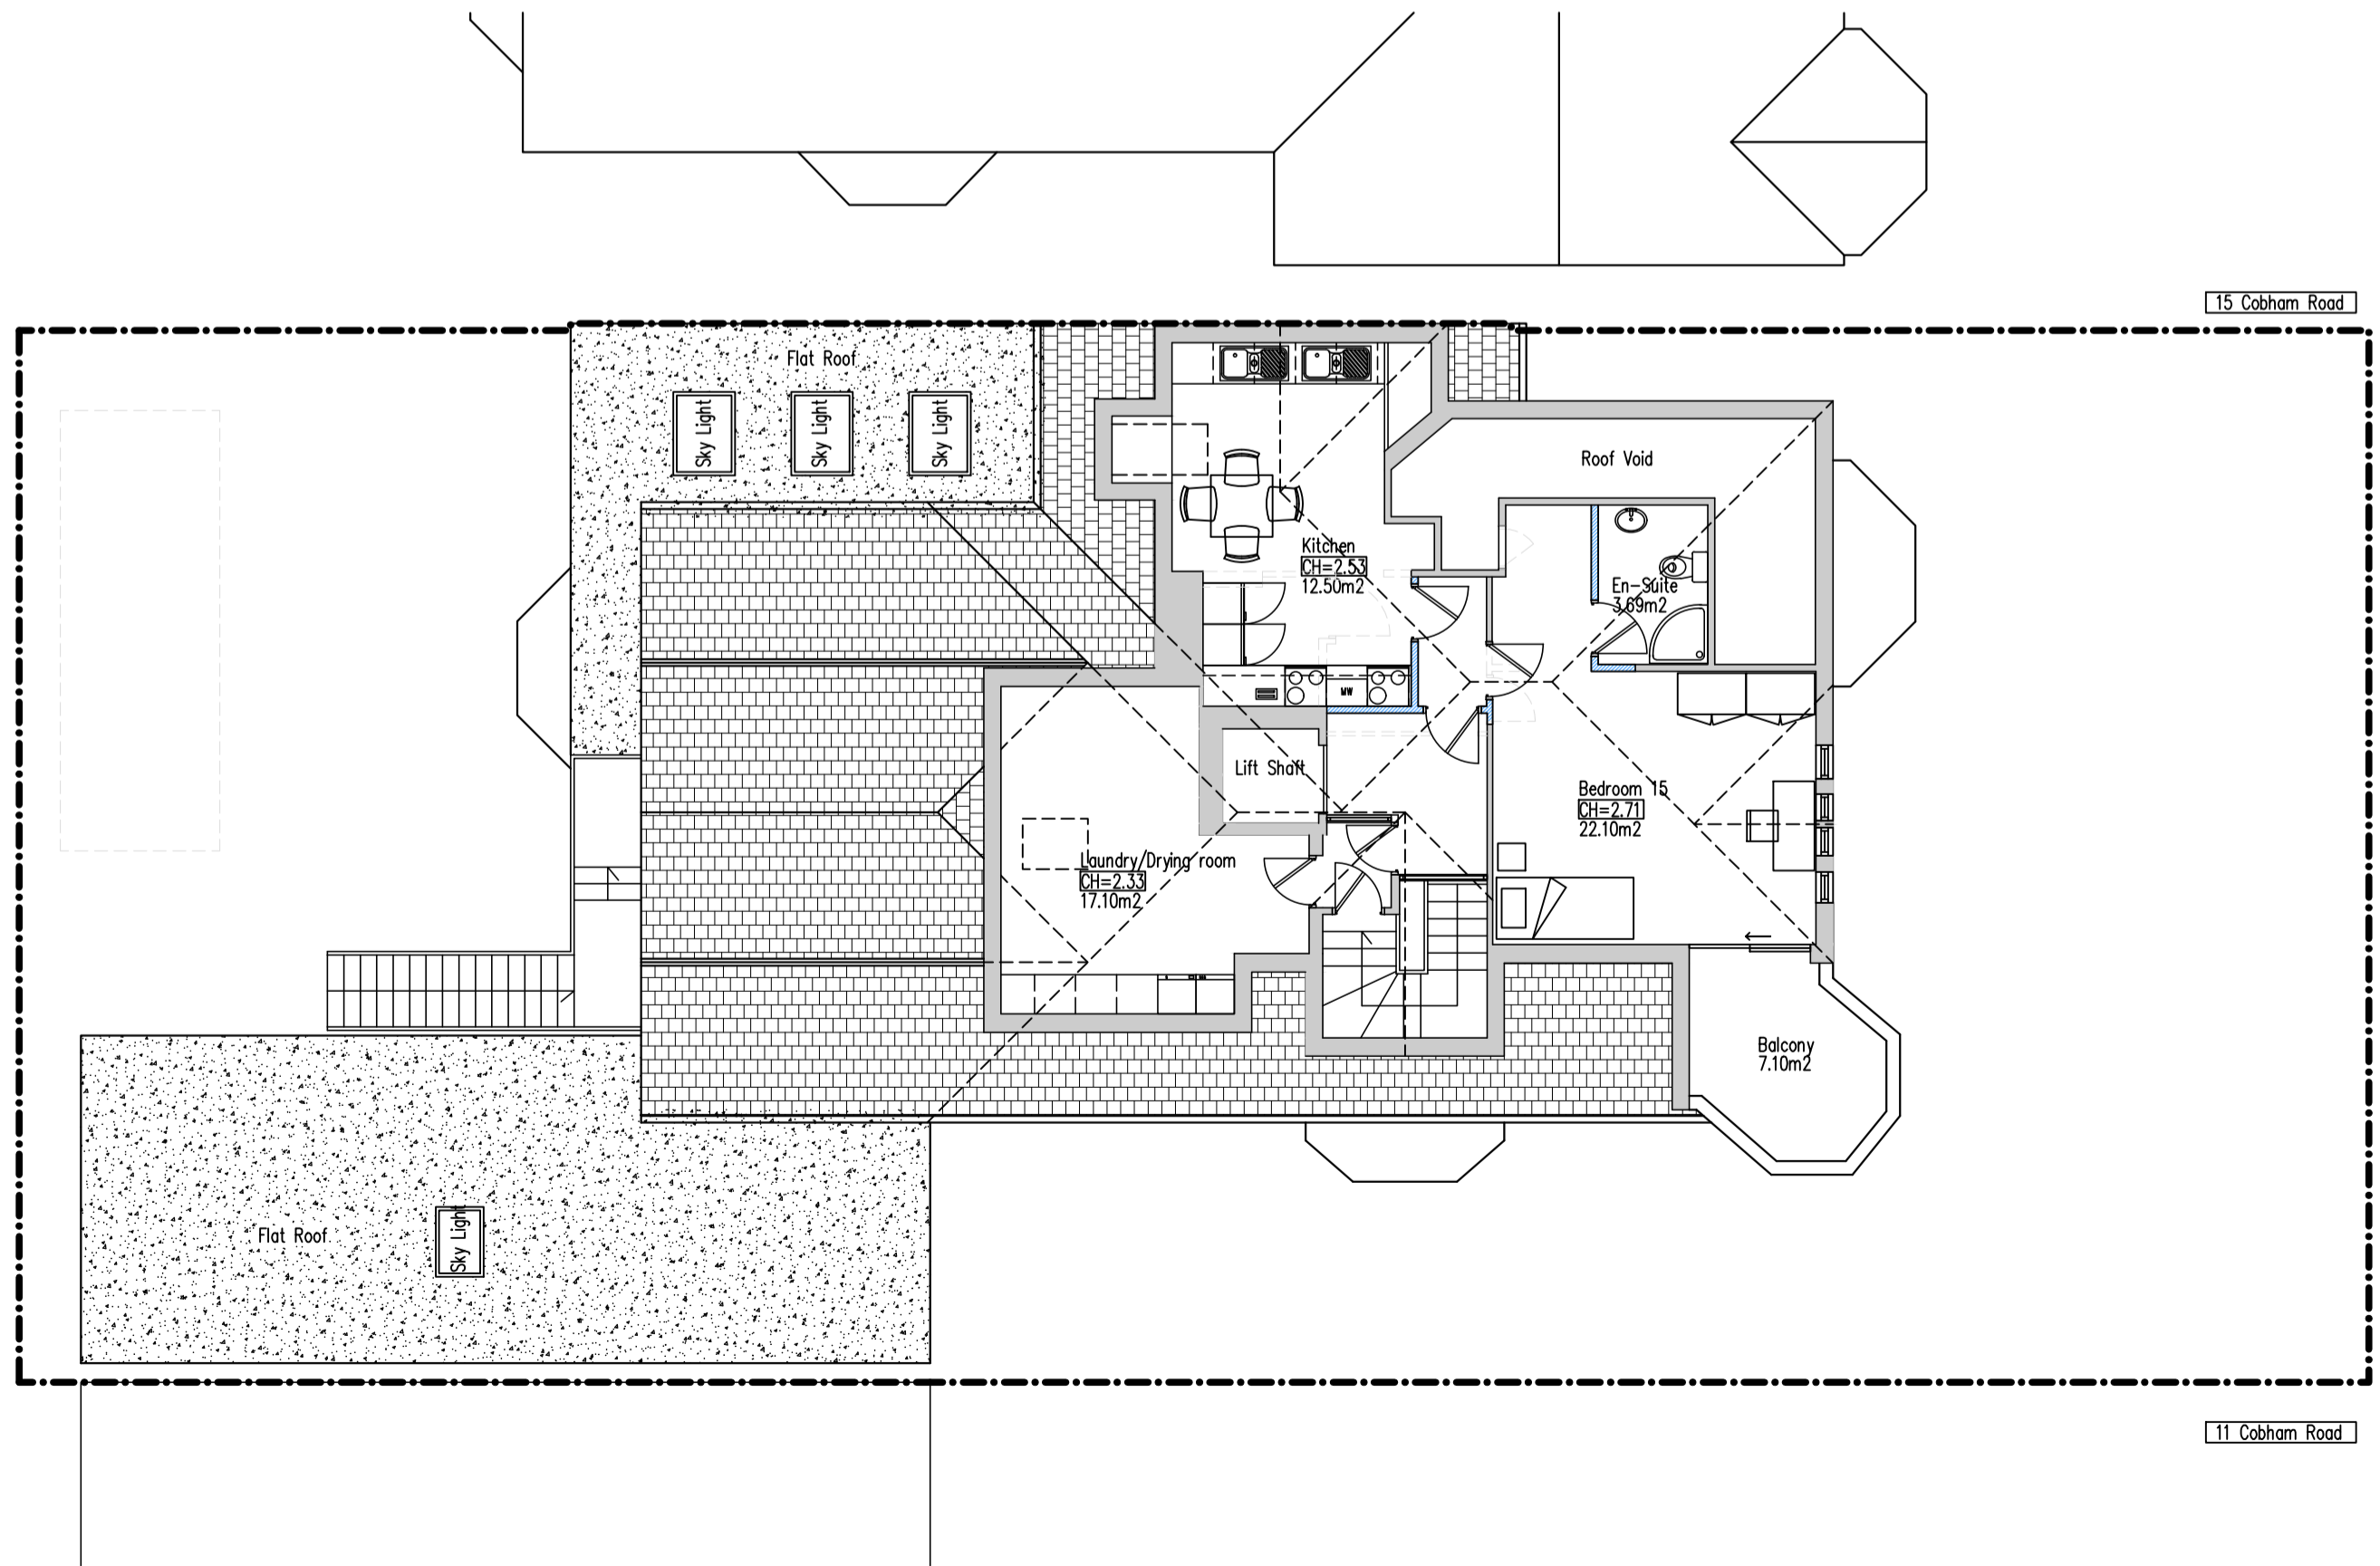 15 Cobham Road
Flat Roof
Sky Light
Sky Light
Sky Light
Roof Void
Kitchen
CH=2.53
12.50m2
En-Suite
3.69m2
MW
Lift Shaft
Bedroom 15
CH=2.71
22.10m2
Laundry/Drying room
CH=2.33
17.10m2
Balcony
7.10m2
Flat Roof
Sky Light
11 Cobham Road